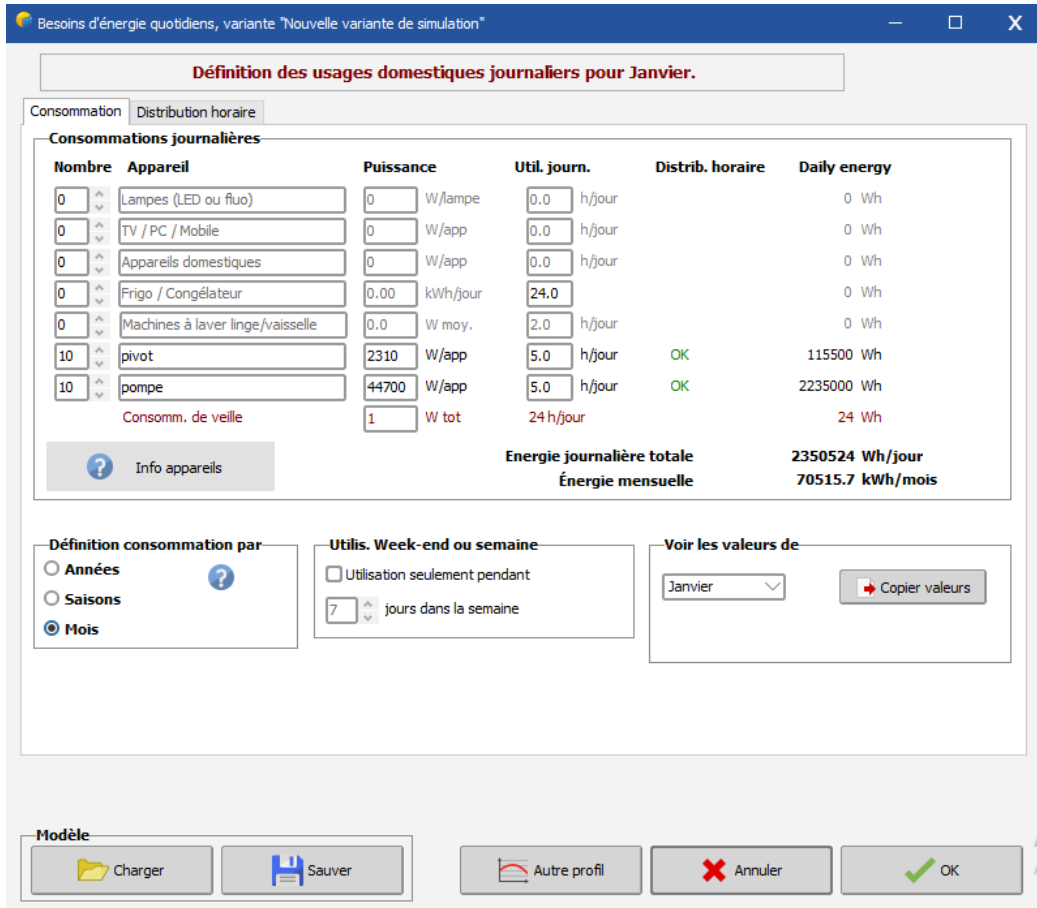 Besoins d'énergie quotidiens, variante "Nouvelle variante de simulation"
Définition des usages domestiques journaliers pour Janvier.
Consommation Distribution horaire
Consommations journalières
Nombre Appareil Puissance Util. journ. Distrib. horaire Daily energy
0 Lampes (LED ou fluo) 0 W/lampe 0.0 h/jour 0 Wh
0 TV / PC / Mobile 0 W/app 0.0 h/jour 0 Wh
0 Appareils domestiques 0 W/app 0.0 h/jour 0 Wh
0 Frigo / Congélateur 0.00 kWh/jour 24.0 0 Wh
0 Machines à laver linge/vaisselle 0.0 W moy. 2.0 h/jour 0 Wh
10 pivot 2310 W/app 5.0 h/jour OK 115500 Wh
10 pompe 44700 W/app 5.0 h/jour OK 2235000 Wh
Consomm. de veille 1 W tot 24 h/jour 24 Wh
? Info appareils
Energie journalière totale 2350524 Wh/jour
Énergie mensuelle 70515.7 kWh/mois
Définition consommation par
Années
?
Saisons
Mois
Utilis. Week-end ou semaine
Utilisation seulement pendant
7 jours dans la semaine
Voir les valeurs de
Janvier Copier valeurs
Modèle
Charger Sauver Autre profil Annuler OK